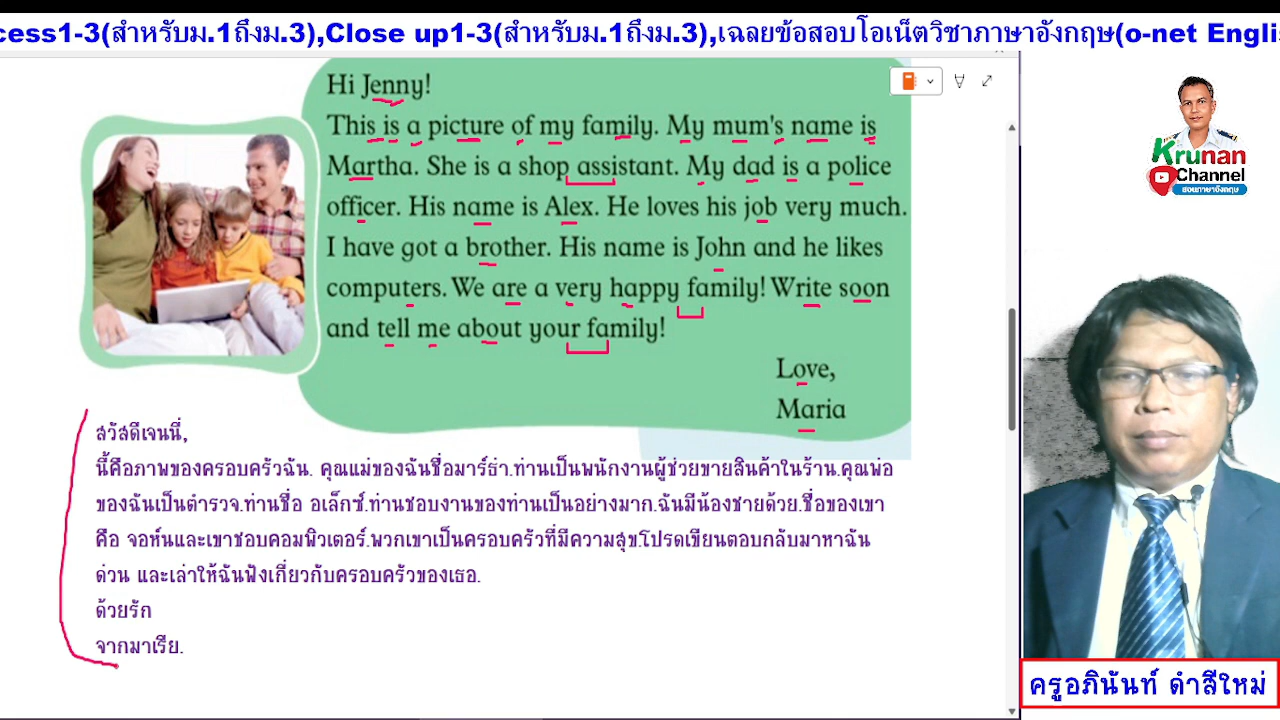 cess1-3(สำหรับม.1ถึงม.3),Close up1-3(สำหรับม.1ถึงม.3),เฉลยข้อสอบโอเน็ตวิชาภาษาอังกฤษ(o-net Englis
Hi Jenny!
This is a picture of my family. My mum's name is
Martha. She is a shop assistant. My dad is a police
officer. His name is Alex. He loves his job very much.
I have got a brother. His name is John and he likes
computers. We are a very happy family! Write soon
and tell me about your family!
Love,
Maria
สวัสดีเจนนี่,
นี้คือภาพของครอบครัวฉัน. คุณแม่ของฉันชื่อมาร์ธ่า.ท่านเป็นพนักงานผู้ช่วยขายสินค้าในร้าน.คุณพ่อ
ของฉันเป็นตำรวจ.ท่านชื่อ อเล็กซ์.ท่านชอบงานของท่านเป็นอย่างมาก.ฉันมีน้องชายด้วย.ชื่อของเขา
คือ จอห์นและเขาชอบคอมพิวเตอร์.พวกเขาเป็นครอบครัวที่มีความสุข.โปรดเขียนตอบกลับมาหาฉัน
ด่วน และเล่าให้ฉันฟังเกี่ยวกับครอบครัวของเธอ.
ด้วยรัก
จากมาเรีย.
Krunan
Channel
สอนภาษาอังกฤษ
ครูอภินันท์ ดำสีใหม่